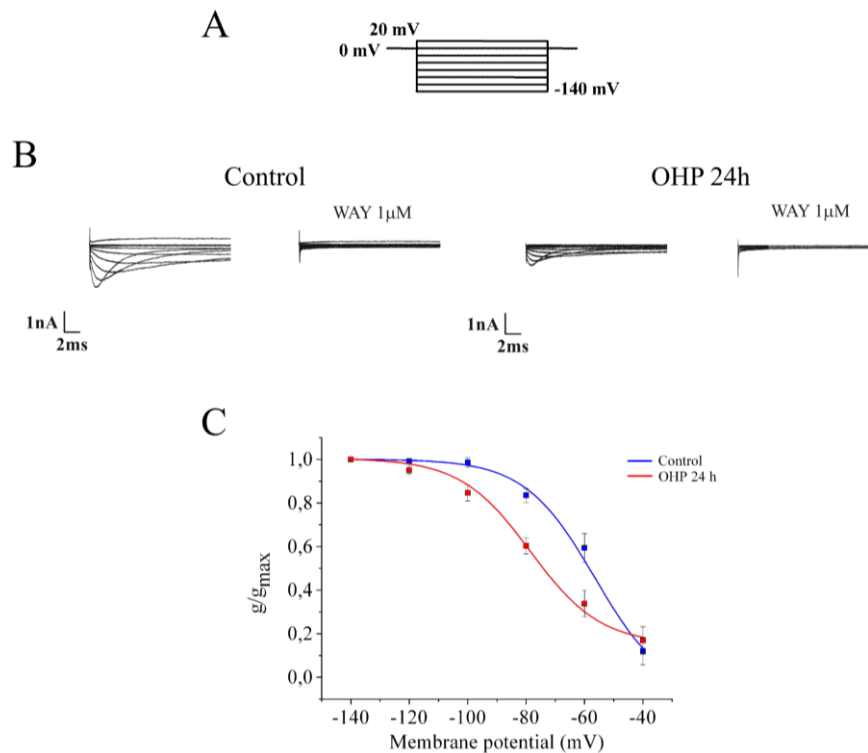 A
20 mV
0 mV
-140 mV
B
Control
OHP 24h
WAY 1μM
WAY 1μM
1nA
2ms
1nA
2ms
C
1,0
0,8
0,6
0,4
0,2
0,0
g/gmax
Control
OHP 24 h
-140 -120 -100 -80 -60 -40
Membrane potential (mV)